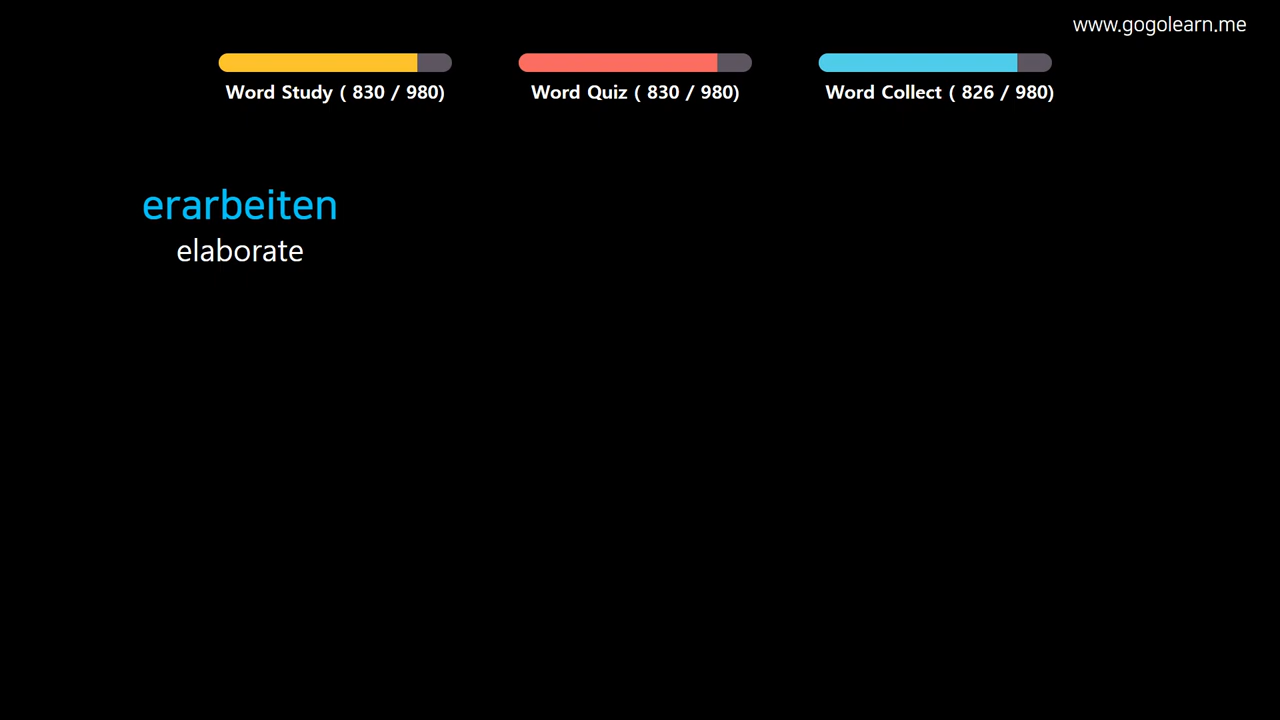 www.gogolearn.me
Word Study ( 830 / 980)
Word Quiz ( 830 / 980)
Word Collect ( 826 / 980)
erarbeiten
elaborate